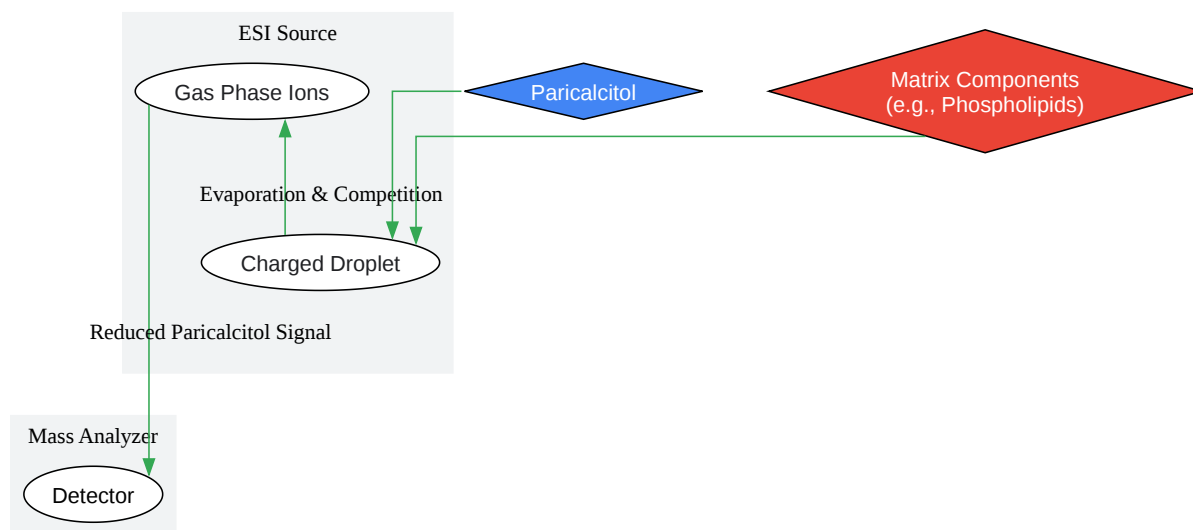 ESI Source
Gas Phase Ions
Paricalcitol
Matrix Components
(e.g., Phospholipids)
Evaporation & Competition
Charged Droplet
Reduced Paricalcitol Signal
Mass Analyzer
Detector